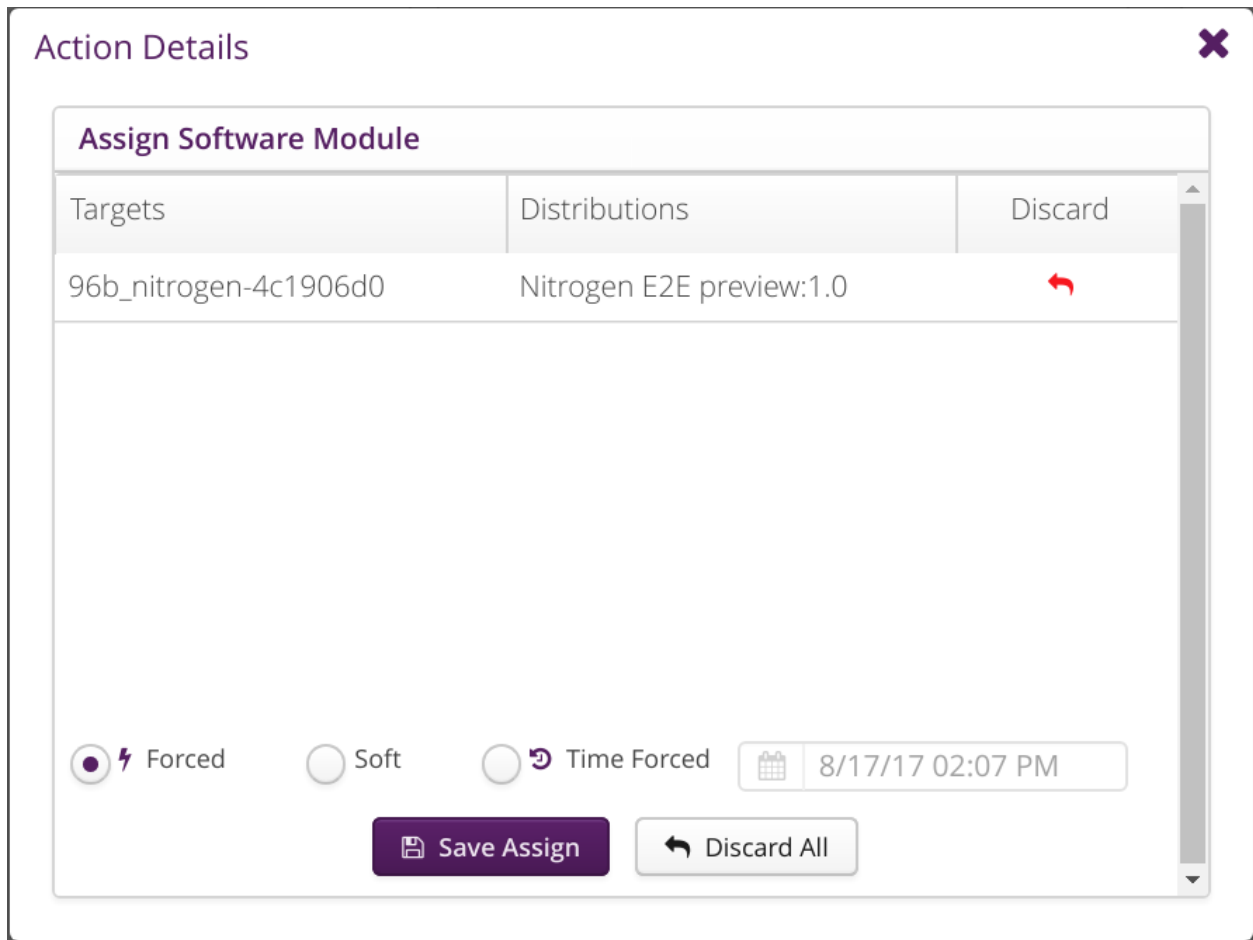 Action Details
Assign Software Module
Targets Distributions Discard
96b_nitrogen-4c1906d0 Nitrogen E2E preview:1.0
Forced Soft Time Forced 8/17/17 02:07 PM
Save Assign Discard All